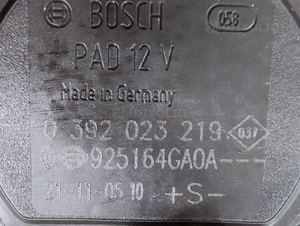 BOSCH 058
PAD 12 V
Made in Germany
0 392 023 219 037
925164GA0A---
21-11-05 10 +S-